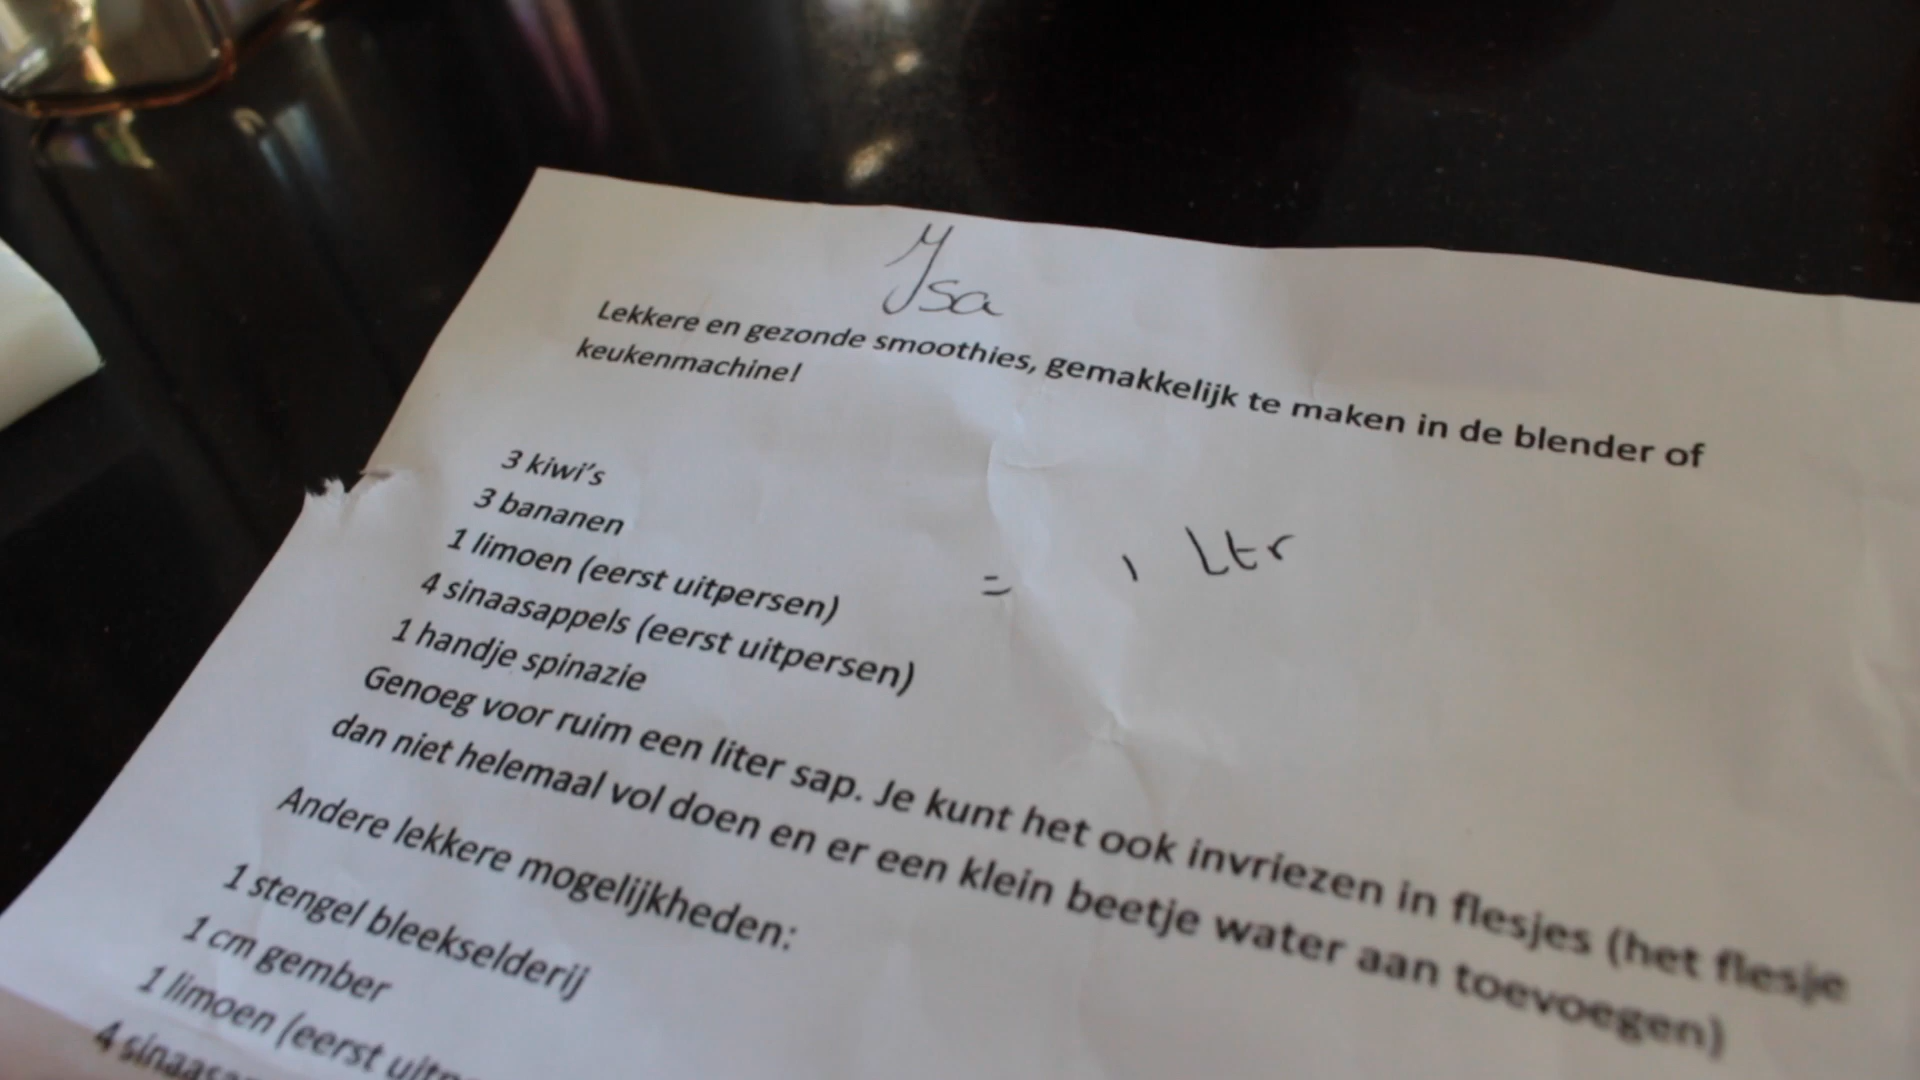 Ysa
Lekkere en gezonde smoothies, gemakkelijk te maken in de blender of
keukenmachine!
3 kiwi's
3 bananen
1 limoen (eerst uitpersen)
= 1 Ltr
4 sinaasappels (eerst uitpersen)
1 handje spinazie
Genoeg voor ruim een liter sap. Je kunt het ook invriezen in flesjes (het flesje
dan niet helemaal vol doen en er een klein beetje water aan toevoegen)
Andere lekkere mogelijkheden:
1 stengel bleekselderij
1 cm gember
1 limoen (eerst
4